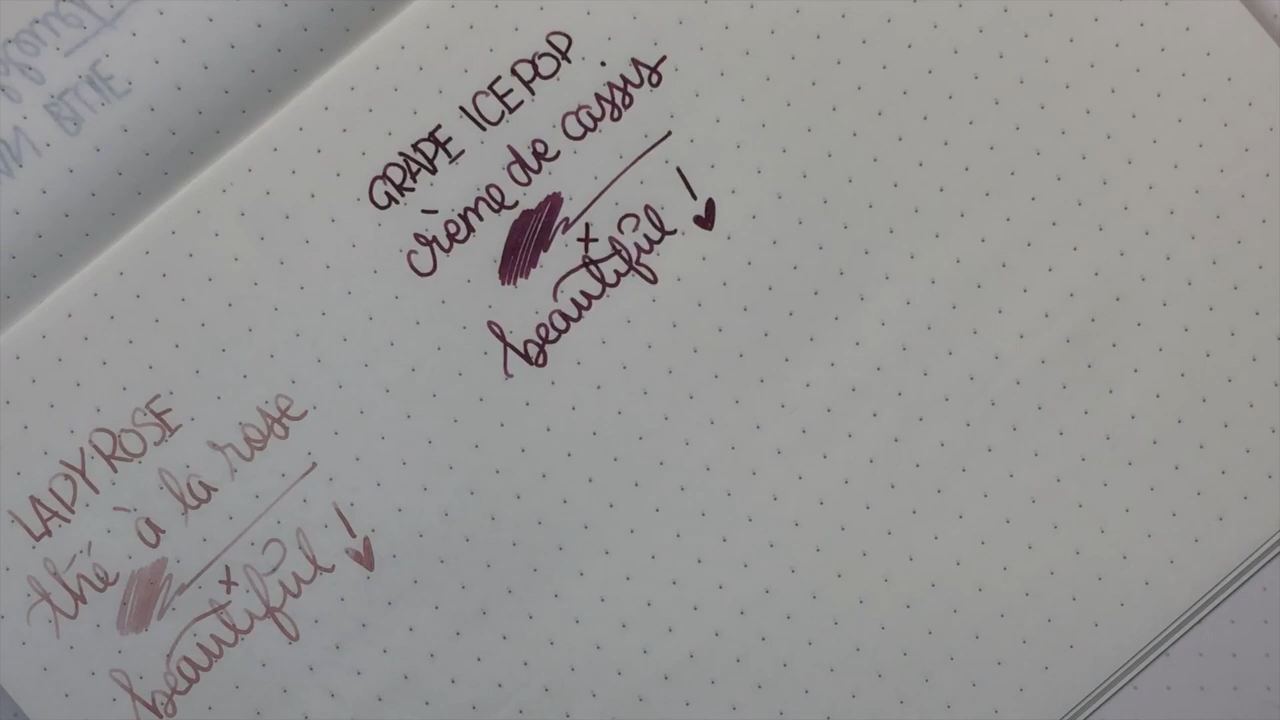 GRAPE ICE POP
crème de cassis
beautiful!
LADY ROSE
thé à la rose
beautiful!